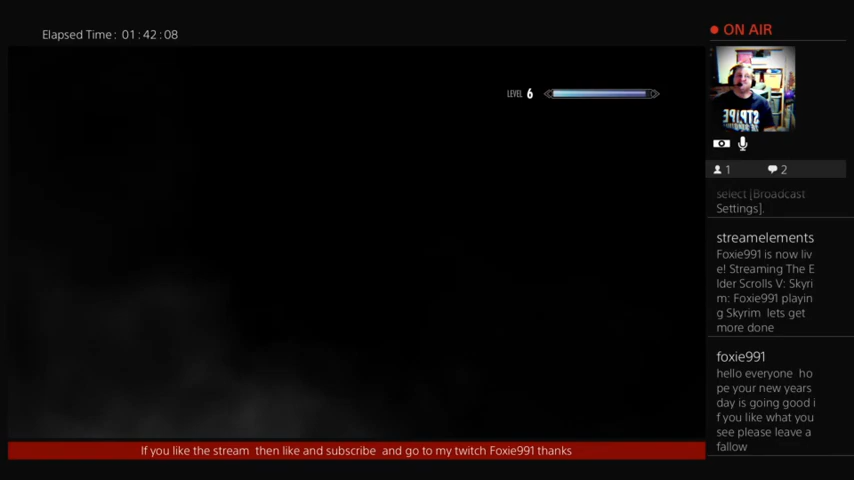 Elapsed Time : 01:42:08
ON AIR
LEVEL 6
1 2
select [Broadcast
Settings].
streamelements
Foxie991 is now liv
e! Streaming The E
lder Scrolls V: Skyri
m: Foxie991 playin
g Skyrim lets get
more done
foxie991
hello everyone ho
pe your new years
day is going good i
f you like what you
see please leave a
fallow
If you like the stream then like and subscribe and go to my twitch Foxie991 thanks